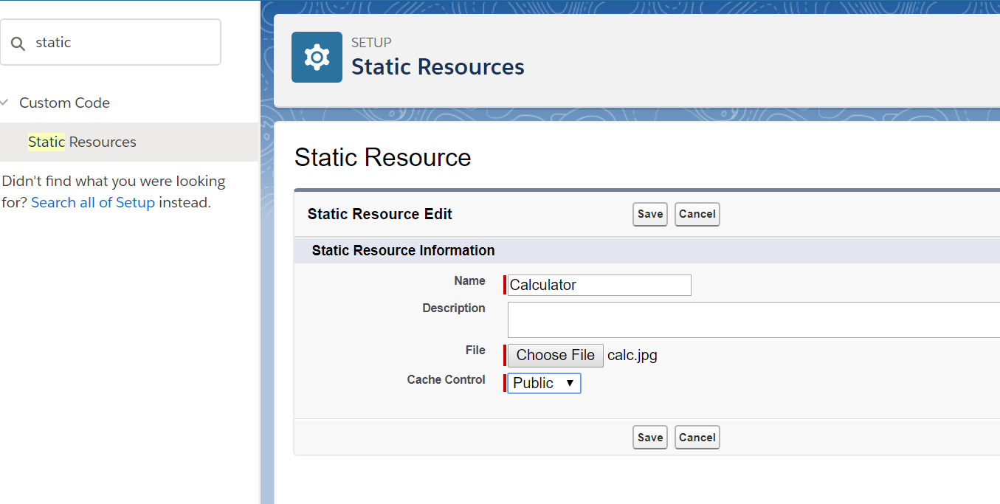 static
Custom Code
Static Resources
Didn't find what you were looking
for? Search all of Setup instead.
SETUP
Static Resources
Static Resource
Static Resource Edit
Save
Cancel
Static Resource Information
Name
Calculator
Description
File
Choose File calc.jpg
Cache Control
Public
Save
Cancel